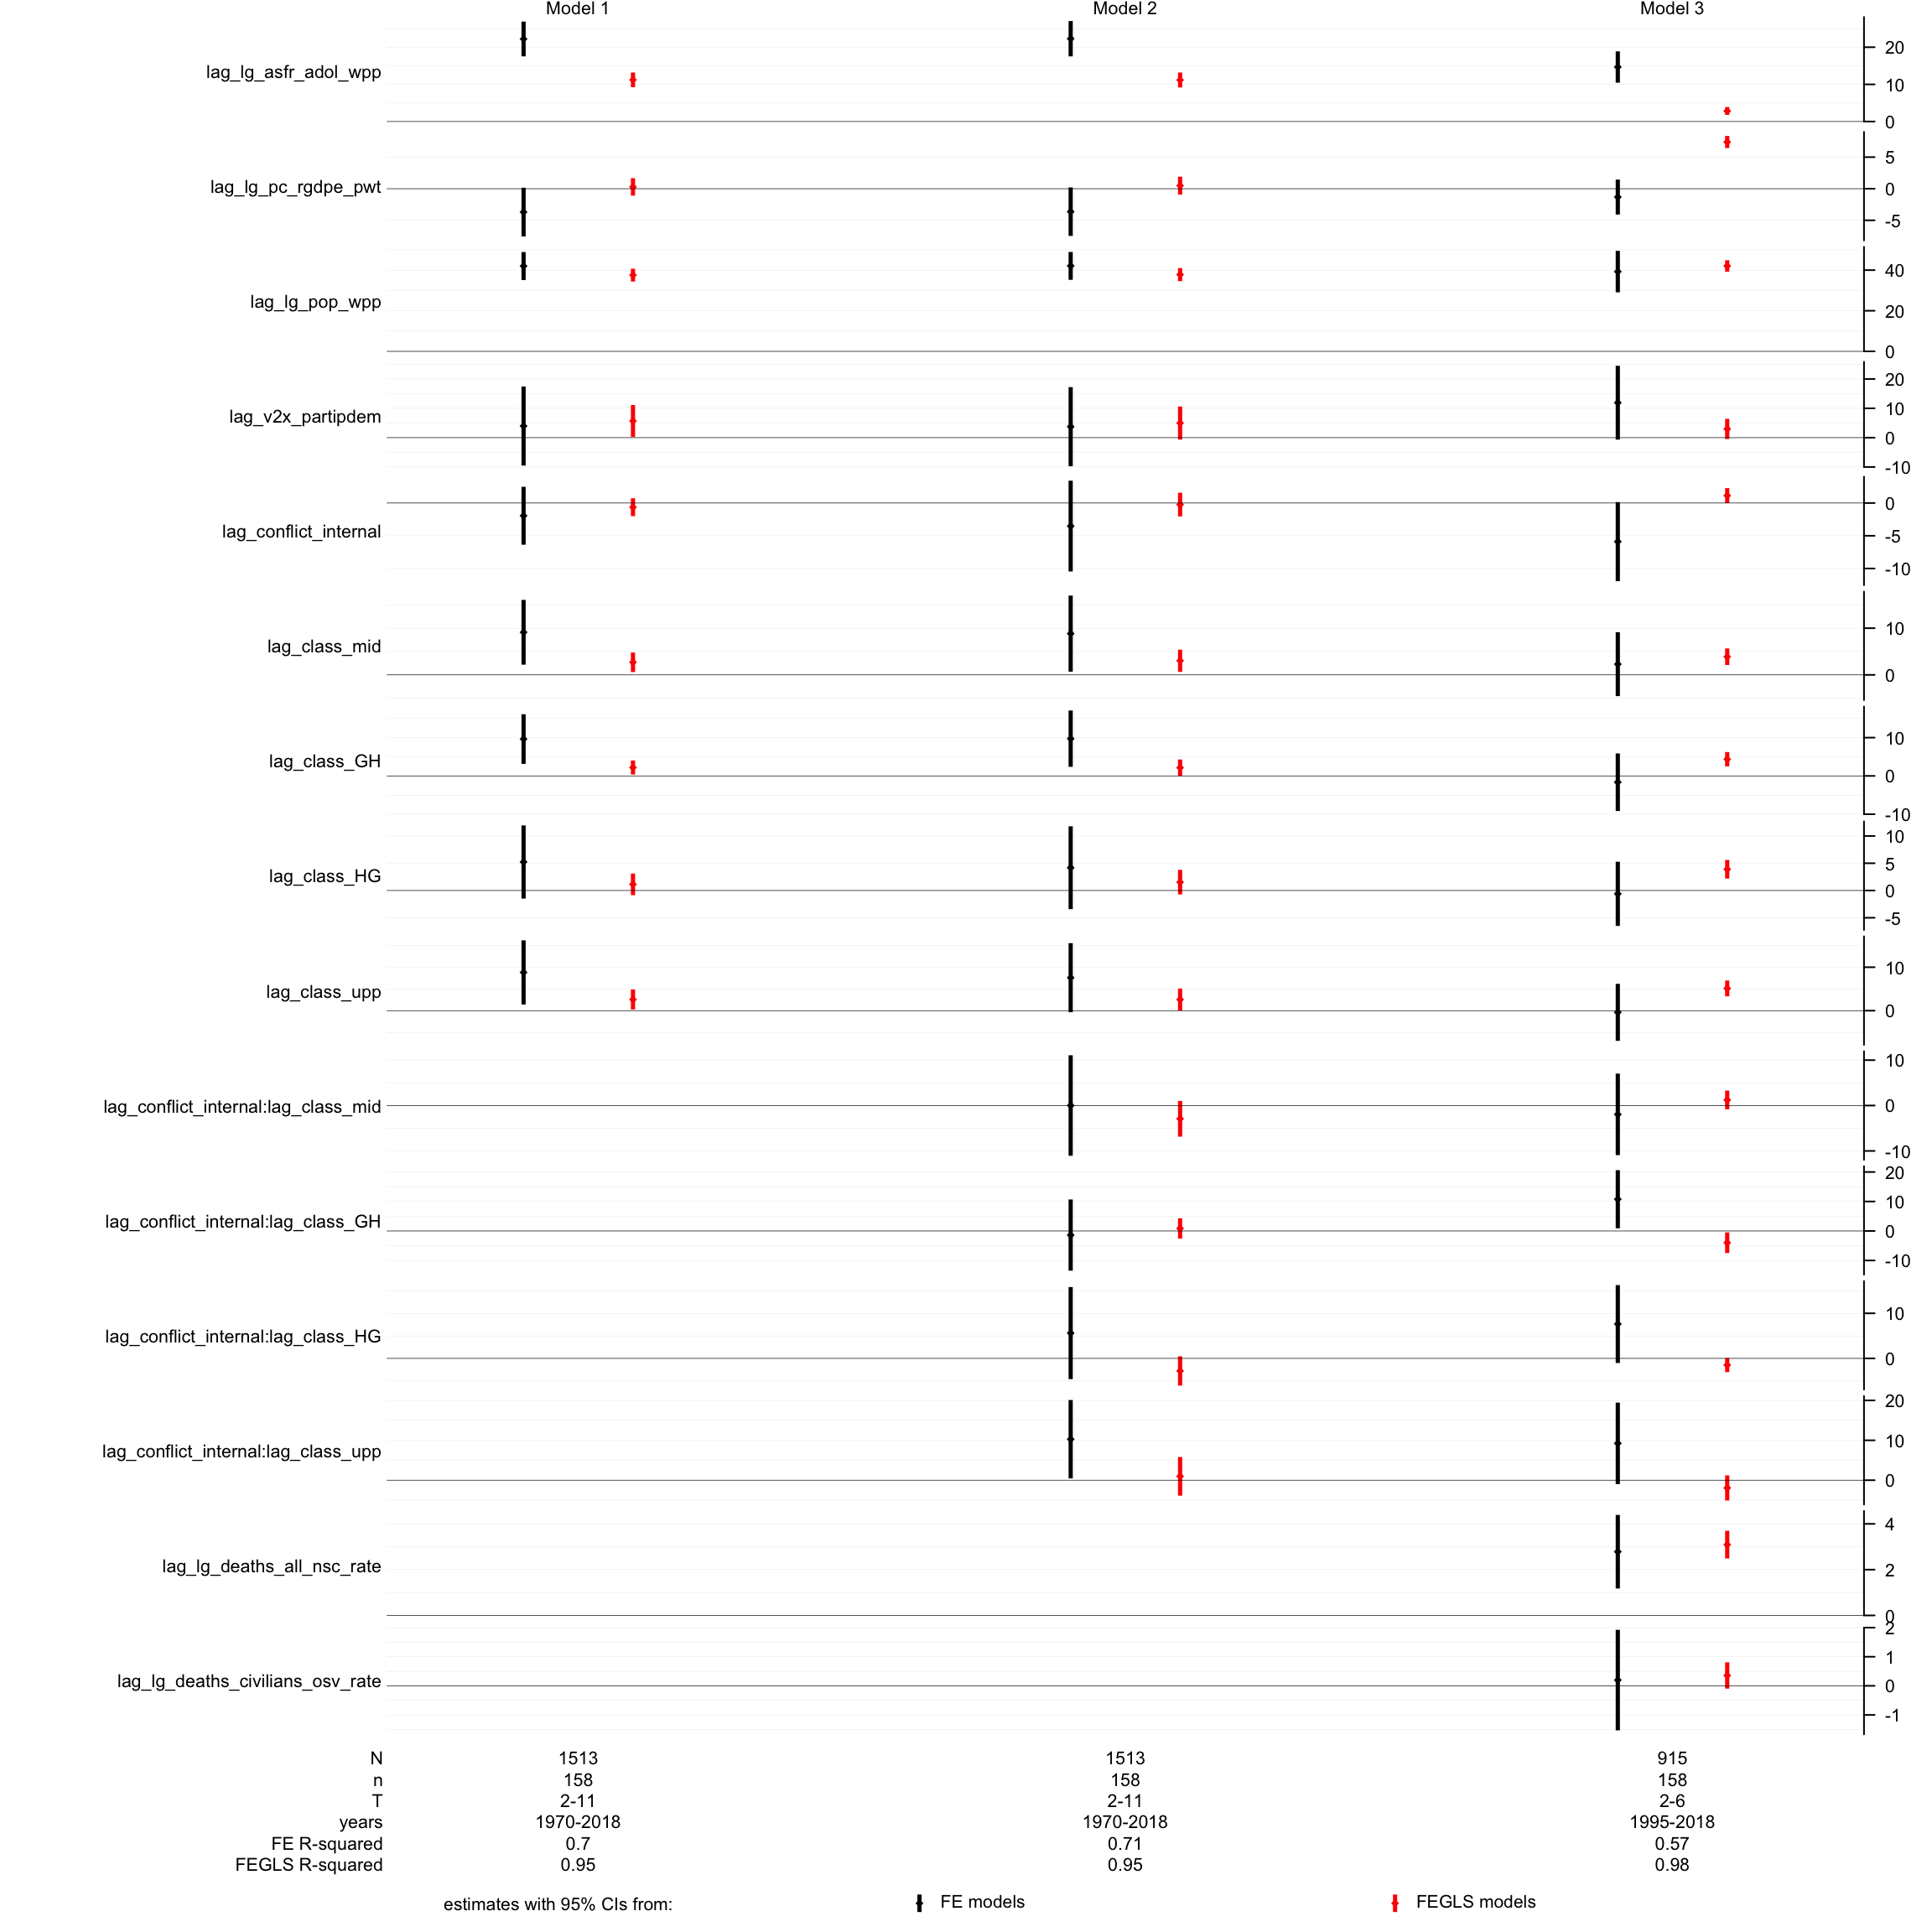 Model 1 Model 2 Model 3
lag_lg_asfr_adol_wpp
20
10
0
lag_lg_pc_rgdpe_pwt
5
0
-5
lag_lg_pop_wpp
40
20
0
lag_v2x_partipdem
20
10
0
-10
lag_conflict_internal
0
-5
-10
lag_class_mid
10
0
lag_class_GH
10
0
-10
lag_class_HG
10
5
0
-5
lag_class_upp
10
0
lag_conflict_internal:lag_class_mid
10
0
-10
lag_conflict_internal:lag_class_GH
20
10
0
-10
lag_conflict_internal:lag_class_HG
10
0
lag_conflict_internal:lag_class_upp
20
10
0
lag_lg_deaths_all_nsc_rate
4
2
0
lag_lg_deaths_civilians_osv_rate
2
1
0
-1
N 1513 1513 915
n 158 158 158
T 2-11 2-11 2-6
years 1970-2018 1970-2018 1995-2018
FE R-squared 0.7 0.71 0.57
FEGLS R-squared 0.95 0.95 0.98
estimates with 95% CIs from: FE models FEGLS models